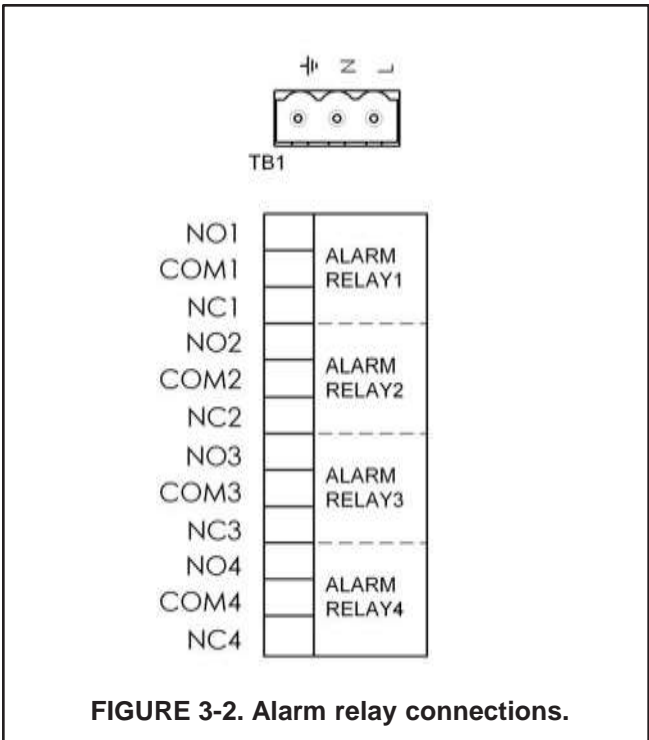 N L
TB1
NO1
COM1
NC1
ALARM
RELAY1
NO2
COM2
NC2
ALARM
RELAY2
NO3
COM3
NC3
ALARM
RELAY3
NO4
COM4
NC4
ALARM
RELAY4
FIGURE 3-2. Alarm relay connections.